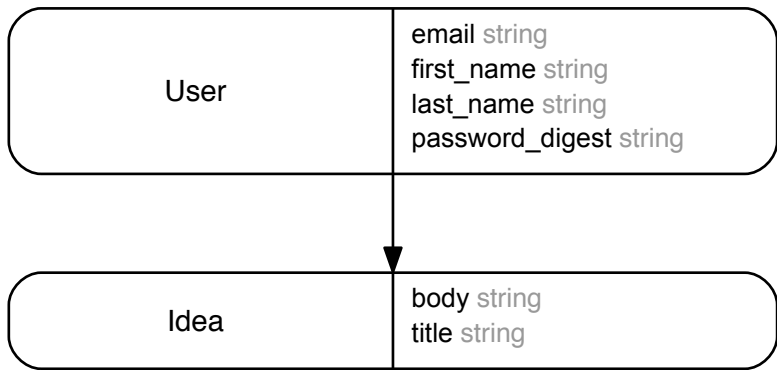 User
email string
first_name string
last_name string
password_digest string
Idea
body string
title string